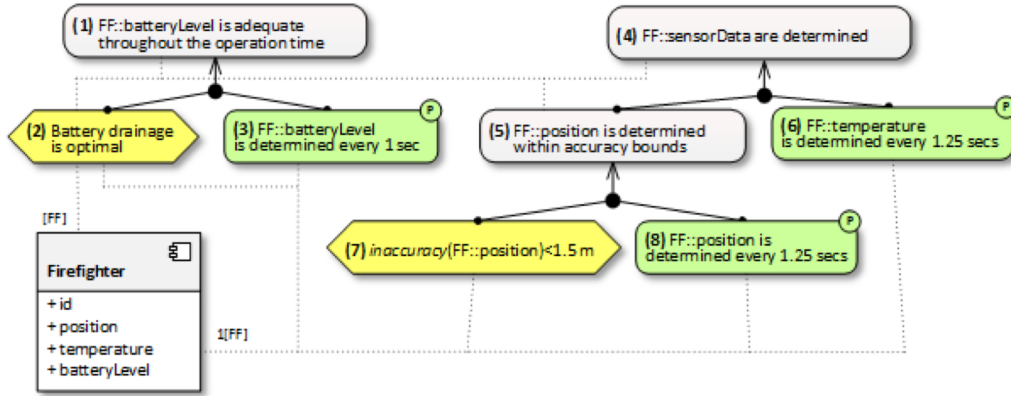 (1) FF::batteryLevel is adequate
throughout the operation time
(4) FF::sensorData are determined
(2) Battery drainage
is optimal
(3) FF::batteryLevel
is determined every 1 sec
P
(5) FF::position is determined
within accuracy bounds
(6) FF::temperature
is determined every 1.25 secs
P
(7) inaccuracy(FF::position)<1.5 m
(8) FF::position is
determined every 1.25 secs
P
[FF]
Firefighter
+ id
+ position
+ temperature
+ batteryLevel
1[FF]